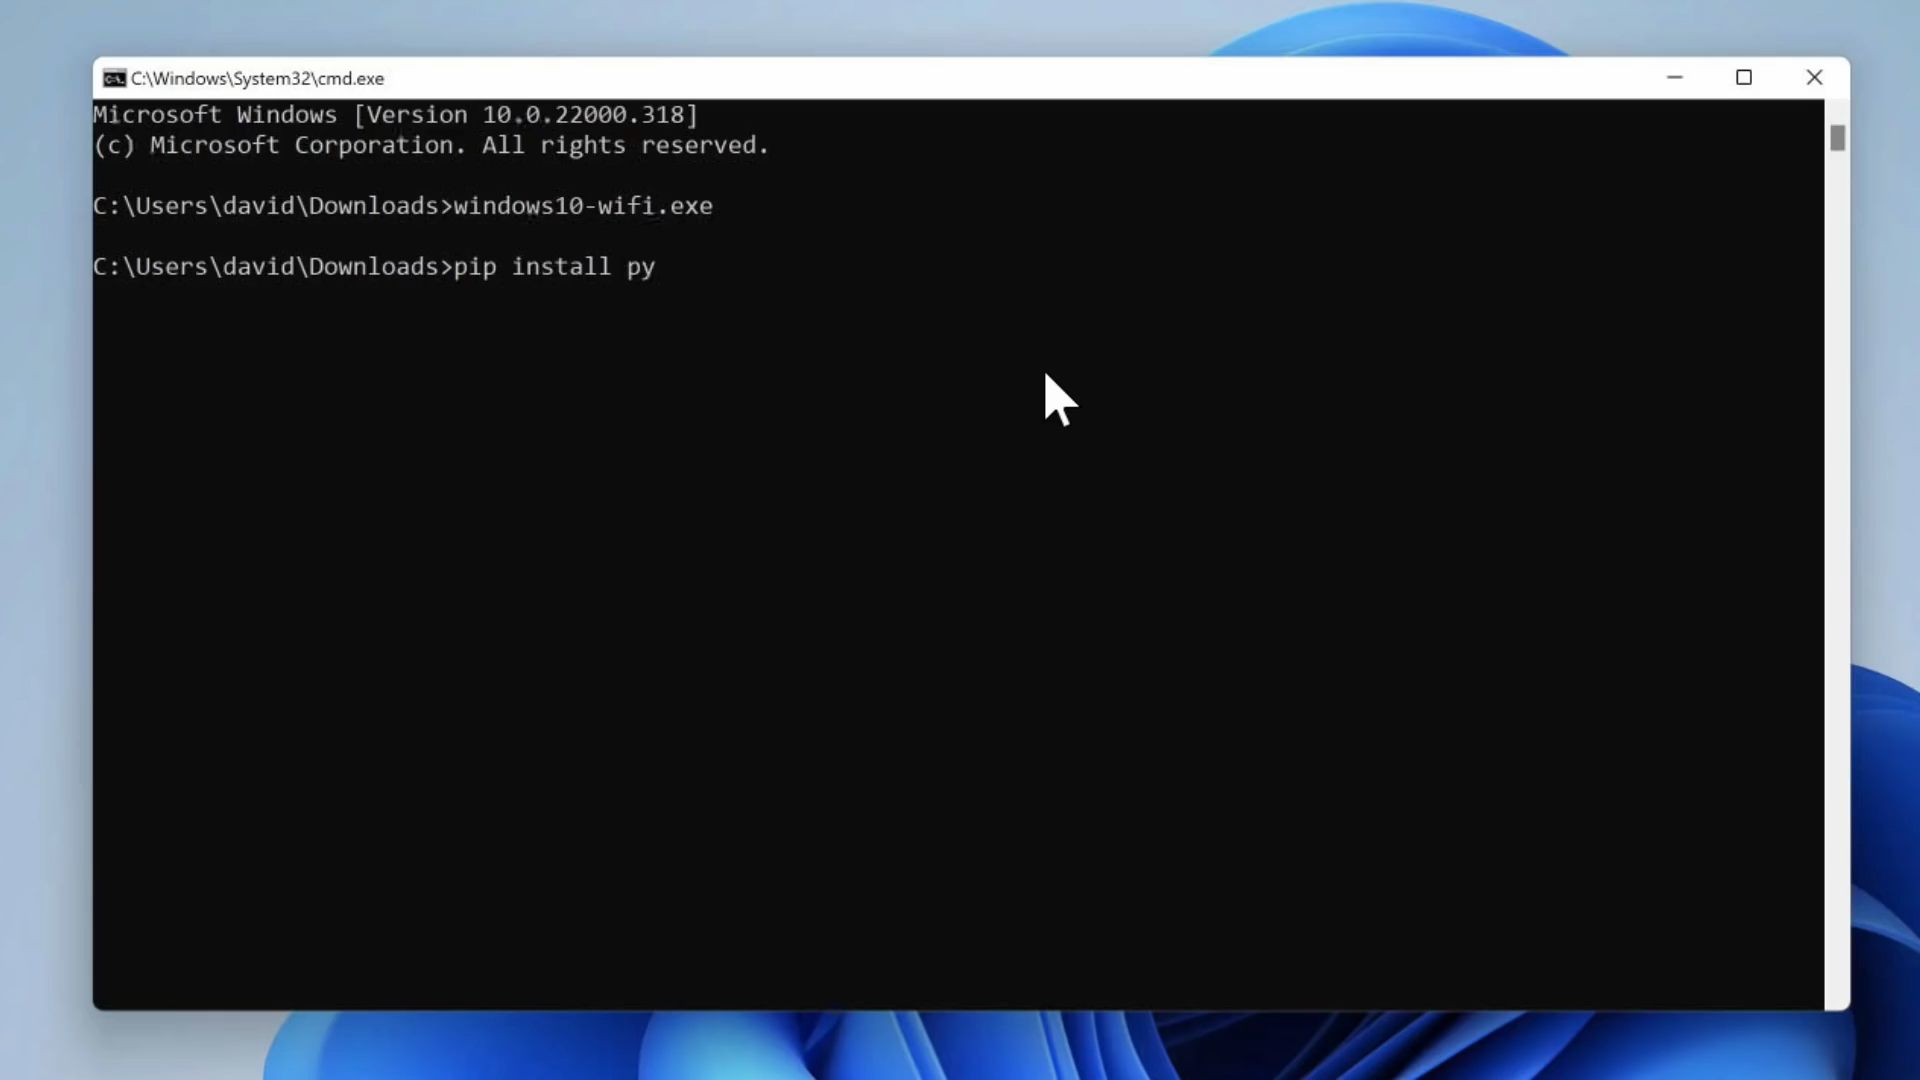 C:\Windows\System32\cmd.exe
Microsoft Windows [Version 10.0.22000.318]
(c) Microsoft Corporation. All rights reserved.
C:\Users\david\Downloads>windows10-wifi.exe
C:\Users\david\Downloads>pip install py